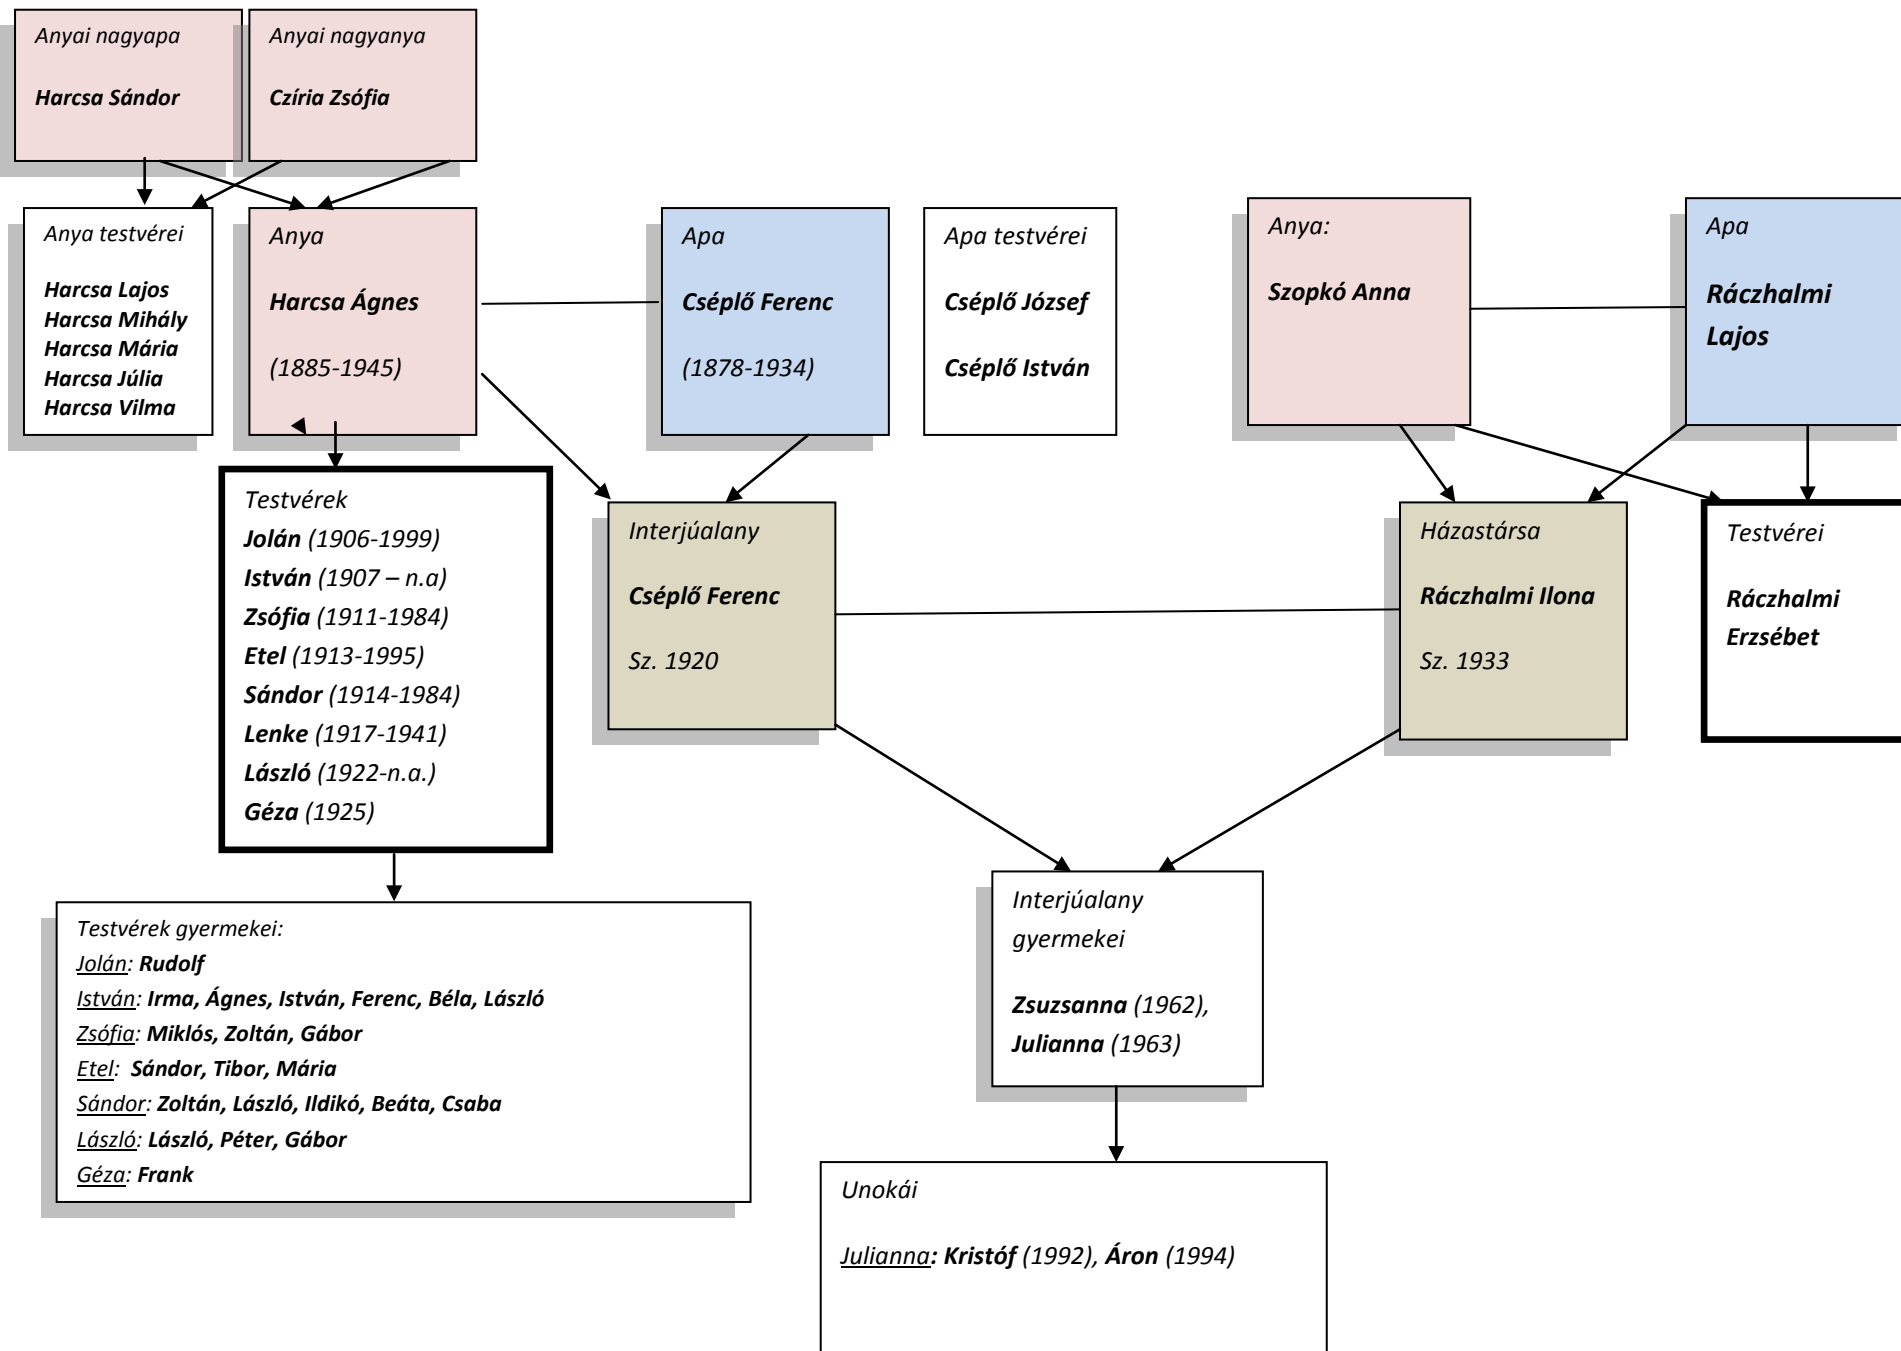 Anyai nagyapa
Harcsa Sándor
Anyai nagyanya
Czíria Zsófia
Anya testvérei
Harcsa Lajos
Harcsa Mihály
Harcsa Mária
Harcsa Júlia
Harcsa Vilma
Anya
Harcsa Ágnes
(1885-1945)
Apa
Cséplő Ferenc
(1878-1934)
Apa testvérei
Cséplő József
Cséplő István
Anya:
Szopkó Anna
Apa
Ráczhalmi
Lajos
Testvérek
Jolán (1906-1999)
István (1907 – n.a)
Zsófia (1911-1984)
Etel (1913-1995)
Sándor (1914-1984)
Lenke (1917-1941)
László (1922-n.a.)
Géza (1925)
Interjúalany
Cséplő Ferenc
Sz. 1920
Házastársa
Ráczhalmi Ilona
Sz. 1933
Testvérei
Ráczhalmi
Erzsébet
Testvérek gyermekei:
Jolán: Rudolf
István: Irma, Ágnes, István, Ferenc, Béla, László
Zsófia: Miklós, Zoltán, Gábor
Etel: Sándor, Tibor, Mária
Sándor: Zoltán, László, Ildikó, Beáta, Csaba
László: László, Péter, Gábor
Géza: Frank
Interjúalany
gyermekei
Zsuzsanna (1962),
Julianna (1963)
Unokái
Julianna: Kristóf (1992), Áron (1994)